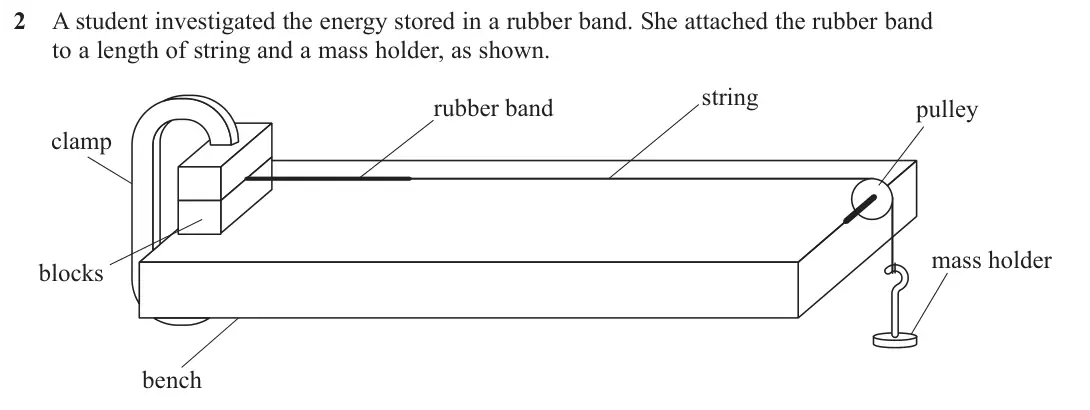 2 A student investigated the energy stored in a rubber band. She attached the rubber band
to a length of string and a mass holder, as shown.
rubber band
string
pulley
clamp
blocks
mass holder
bench